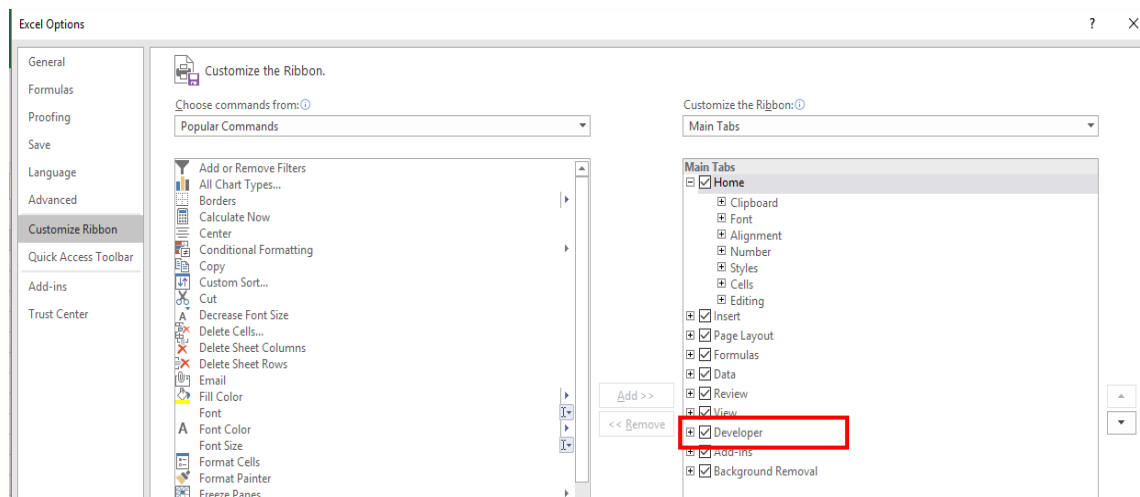 Excel Options
?
X
General
Formulas
Proofing
Save
Language
Advanced
Customize Ribbon
Quick Access Toolbar
Add-ins
Trust Center
Customize the Ribbon.
Choose commands from:
Popular Commands
Add or Remove Filters
All Chart Types...
Borders
Calculate Now
Center
Conditional Formatting
Copy
Custom Sort...
Cut
Decrease Font Size
Delete Cells...
Delete Sheet Columns
Delete Sheet Rows
Email
Fill Color
Font
Font Color
Font Size
Format Cells
Format Painter
Freeze Panes
Add >>
<< Remove
Customize the Ribbon:
Main Tabs
Main Tabs
Home
Clipboard
Font
Alignment
Number
Styles
Cells
Editing
Insert
Page Layout
Formulas
Data
Review
View
Developer
Add-Ins
Background Removal